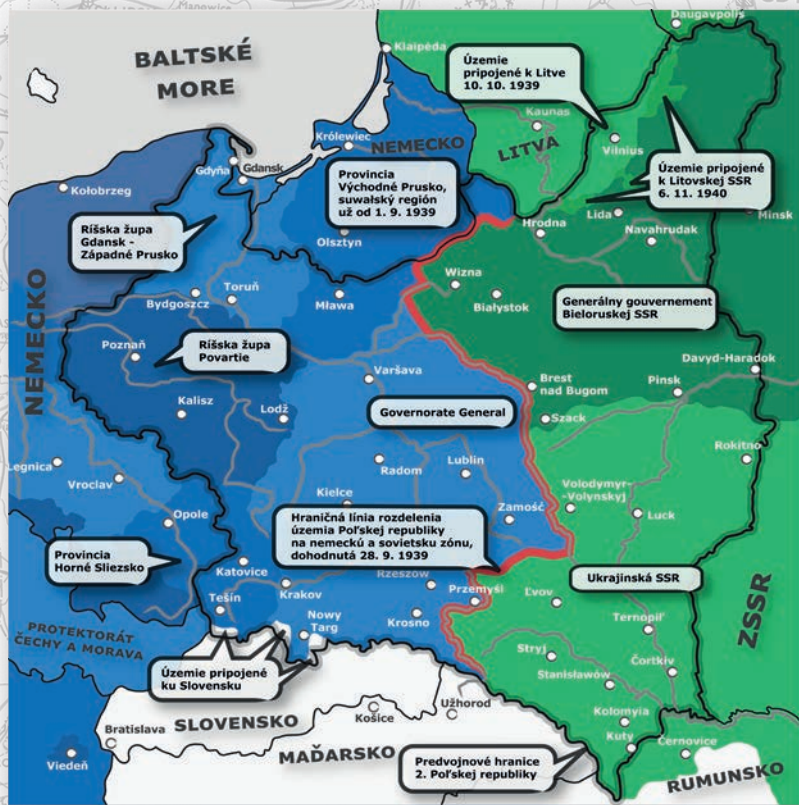 Daugavpils
BALTSKÉ
MORE
Klaipėda
Územie
pripojené k Litve
10. 10. 1939
Kaunas
LITVA
Vilnius
Územie pripojené
k Litovskej SSR
6. 11. 1940
Królewiec
NEMECKO
Gdyňa
Gdansk
Kołobrzeg
Provincia
Východné Prusko,
suwałský región
už od 1. 9. 1939
Olsztyn
Hrodna
Lida
Navahrudak
Minsk
Ríšska župa
Gdansk -
Západné Prusko
NEMECKO
Bydgoszcz
Toruń
Mława
Wizna
Białystok
Generálny gouvernement
Bieloruskej SSR
Poznaň
Ríšska župa
Povartie
Varšava
Davyd-Haradok
Brest
nad Bugom
Pinsk
Kalisz
Lodž
Governorate General
Szack
Rokitno
Legnica
Vroclav
Radom
Lublin
Volodymyr-
-Volynskyj
Luck
Kielce
Zamošč
Opole
Hraničná línia rozdelenia
územia Poľskej republiky
na nemeckú a sovietsku zónu,
dohodnutá 28. 9. 1939
Provincia
Horné Sliezsko
Katovice
Rzeszów
Przemyśl
Ukrajinská SSR
ZSSR
Tešín
Krakov
Nowy
Targ
Krosno
Ľvov
Ternopiľ
PROTEKTORÁT
ČECHY A MORAVA
Územie pripojené
ku Slovensku
Stryj
Stanisławów
Čortkiv
SLOVENSKO
Košice
Užhorod
Kolomyia
Kuty
Černovice
Bratislava
MAĎARSKO
Viedeň
Predvojnové hranice
2. Poľskej republiky
RUMUNSKO